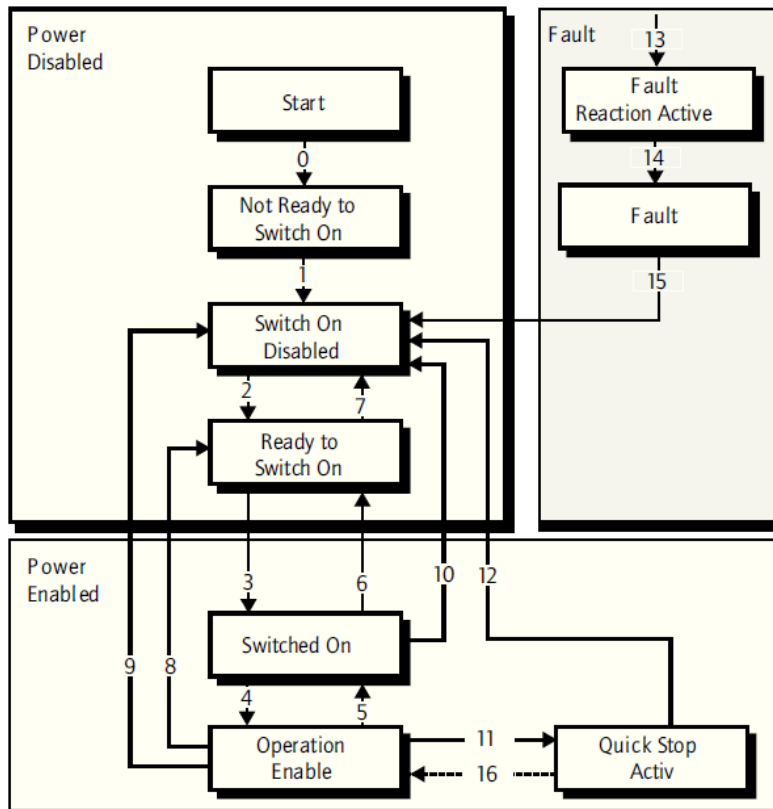 Power
Disabled
Start
0
Not Ready to
Switch On
1
Switch On
Disabled
2
7
Ready to
Switch On
Fault
13
Fault
Reaction Active
14
Fault
15
Power
Enabled
3
6
10
12
Switched On
9
8
4
5
Operation
Enable
11
16
Quick Stop
Activ